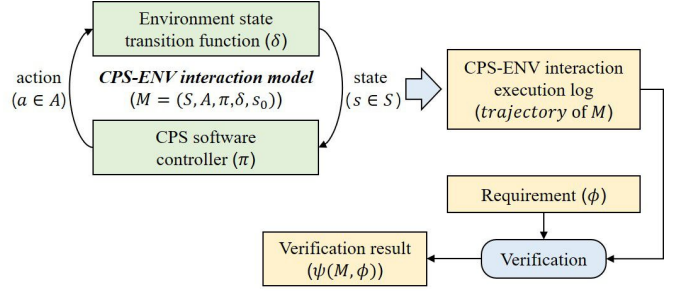 Environment state
transition function (δ)
action
(a ∈ A)
CPS-ENV interaction model
(M = (S, A, π,δ, s₀))
state
(s ∈ S)
CPS software
controller (π)
CPS-ENV interaction
execution log
(trajectory of M)
Requirement (ϕ)
Verification
Verification result
(ψ(M, ϕ))